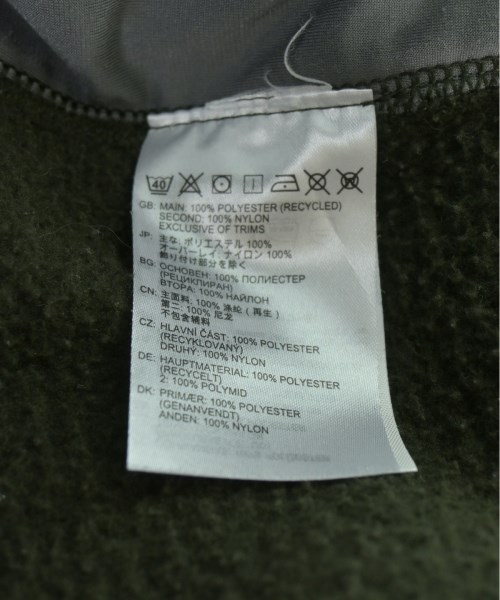 40
GB: MAIN: 100% POLYESTER (RECYCLED)
SECOND: 100% NYLON
EXCLUSIVE OF TRIMS
JP: 主な: ポリエステル 100%
オーバーレイ: ナイロン 100%
飾り付け部分を除く
BG: ОСНОВЕН: 100% ПОЛИЕСТЕР
(РЕЦИКЛИРАН)
ВТОРА: 100% НАЙЛОН
CN: 主面料: 100% 涤纶 ( 再生 )
第二: 100% 尼龙
不包含辅料
CZ: HLAVNÍ ČÁST: 100% POLYESTER
(RECYKLOVANÝ)
DRUHÝ: 100% NYLON
DE: HAUPTMATERIAL: 100% POLYESTER
(RECYCELT)
2: 100% POLYMID
DK: PRIMÆR: 100% POLYESTER
(GENANVENDT)
ANDEN: 100% NYLON